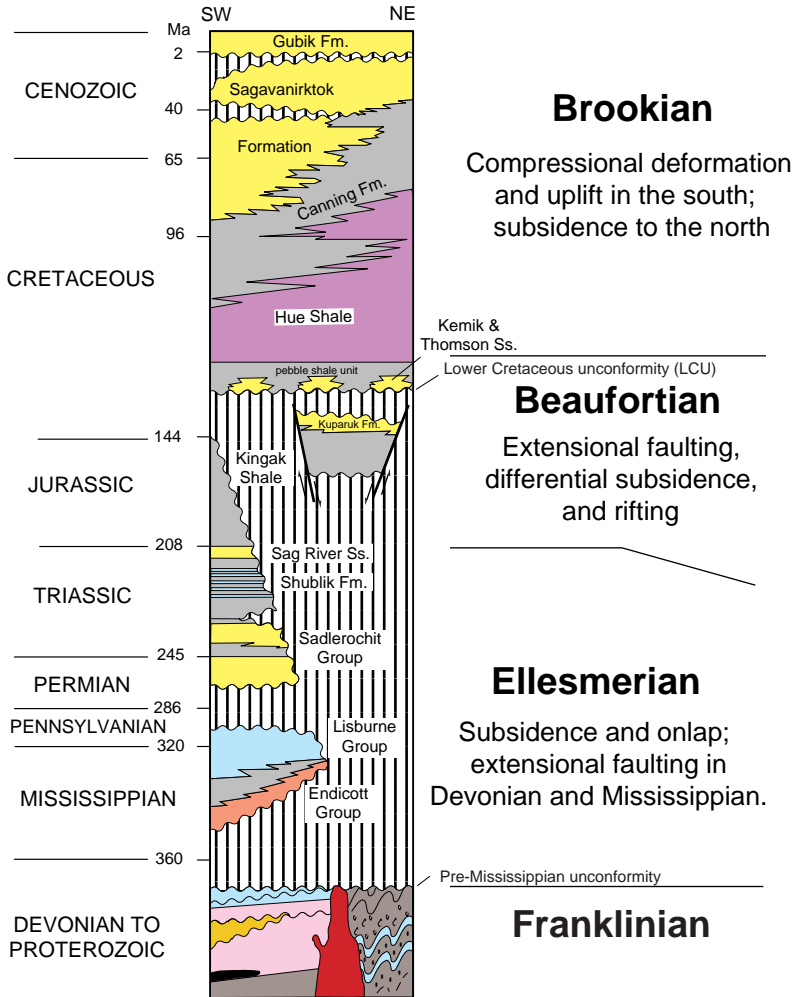 SW
NE
Ma
2
40
65
96
144
208
245
286
320
360
CENOZOIC
CRETACEOUS
JURASSIC
TRIASSIC
PERMIAN
PENNSYLVANIAN
MISSISSIPPIAN
DEVONIAN TO
PROTEROZOIC
Gubik Fm.
Sagavanirktok
Formation
Canning Fm.
Hue Shale
pebble shale unit
Kemik &
Thomson Ss.
Lower Cretaceous unconformity (LCU)
Kuparuk Fm.
Kingak
Shale
Sag River Ss.
Shublik Fm.
Sadlerochit
Group
Lisburne
Group
Endicott
Group
Pre-Mississippian unconformity
Brookian
Compressional deformation
and uplift in the south;
subsidence to the north
Beaufortian
Extensional faulting,
differential subsidence,
and rifting
Ellesmerian
Subsidence and onlap;
extensional faulting in
Devonian and Mississippian.
Franklinian